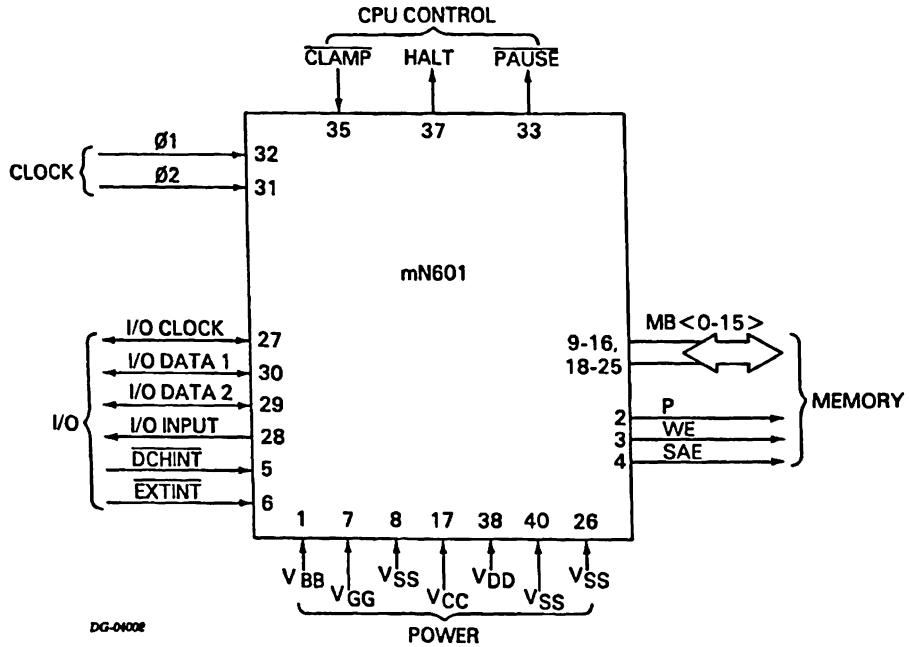 CPU CONTROL
CLAMP HALT PAUSE
35 37 33
CLOCK
Ø1 32
Ø2 31
mN601
I/O
I/O CLOCK 27
I/O DATA 1 30
I/O DATA 2 29
I/O INPUT 28
DCHINT 5
EXTINT 6
MB<0-15>
9-16,
18-25
MEMORY
2 P
3 WE
4 SAE
1 7 8 17 38 40 26
VBB VGG VSS VCC VDD VSS VSS
POWER
DG-04002